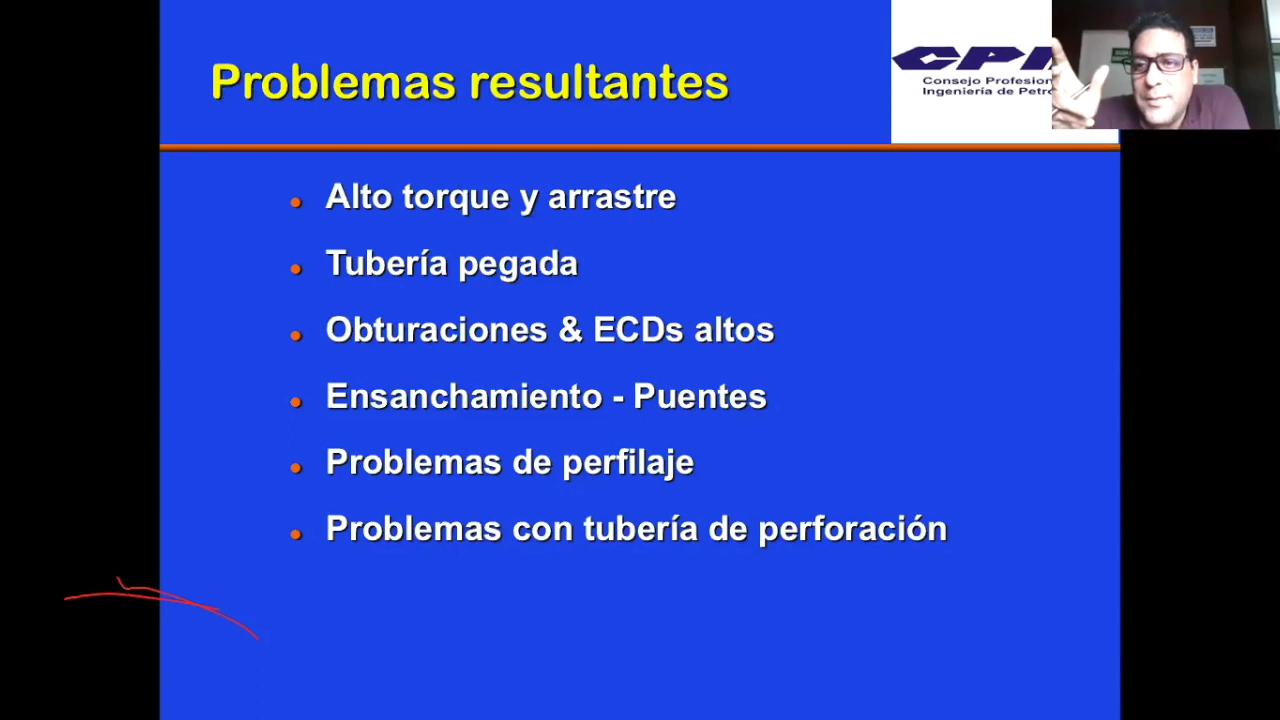 Problemas resultantes
Consejo Profesion
Ingeniería de Petro
Alto torque y arrastre
Tubería pegada
Obturaciones & ECDs altos
Ensanchamiento - Puentes
Problemas de perfilaje
Problemas con tubería de perforación